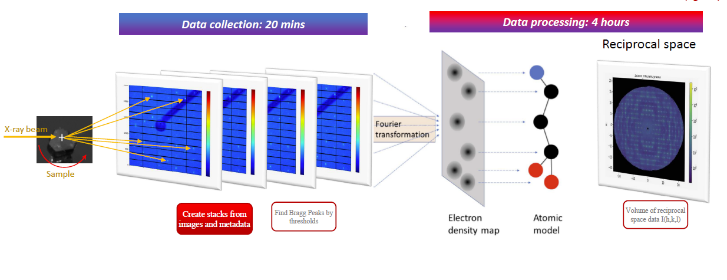 Data collection: 20 mins
Data processing: 4 hours
Reciprocal space
X-ray beam
Sample
Fourier
transformation
Create stacks from
images and metadata
Find Bragg Peaks by
thresholds
Electron
density map
Atomic
model
Volume of reciprocal
space data I(h,k,l)